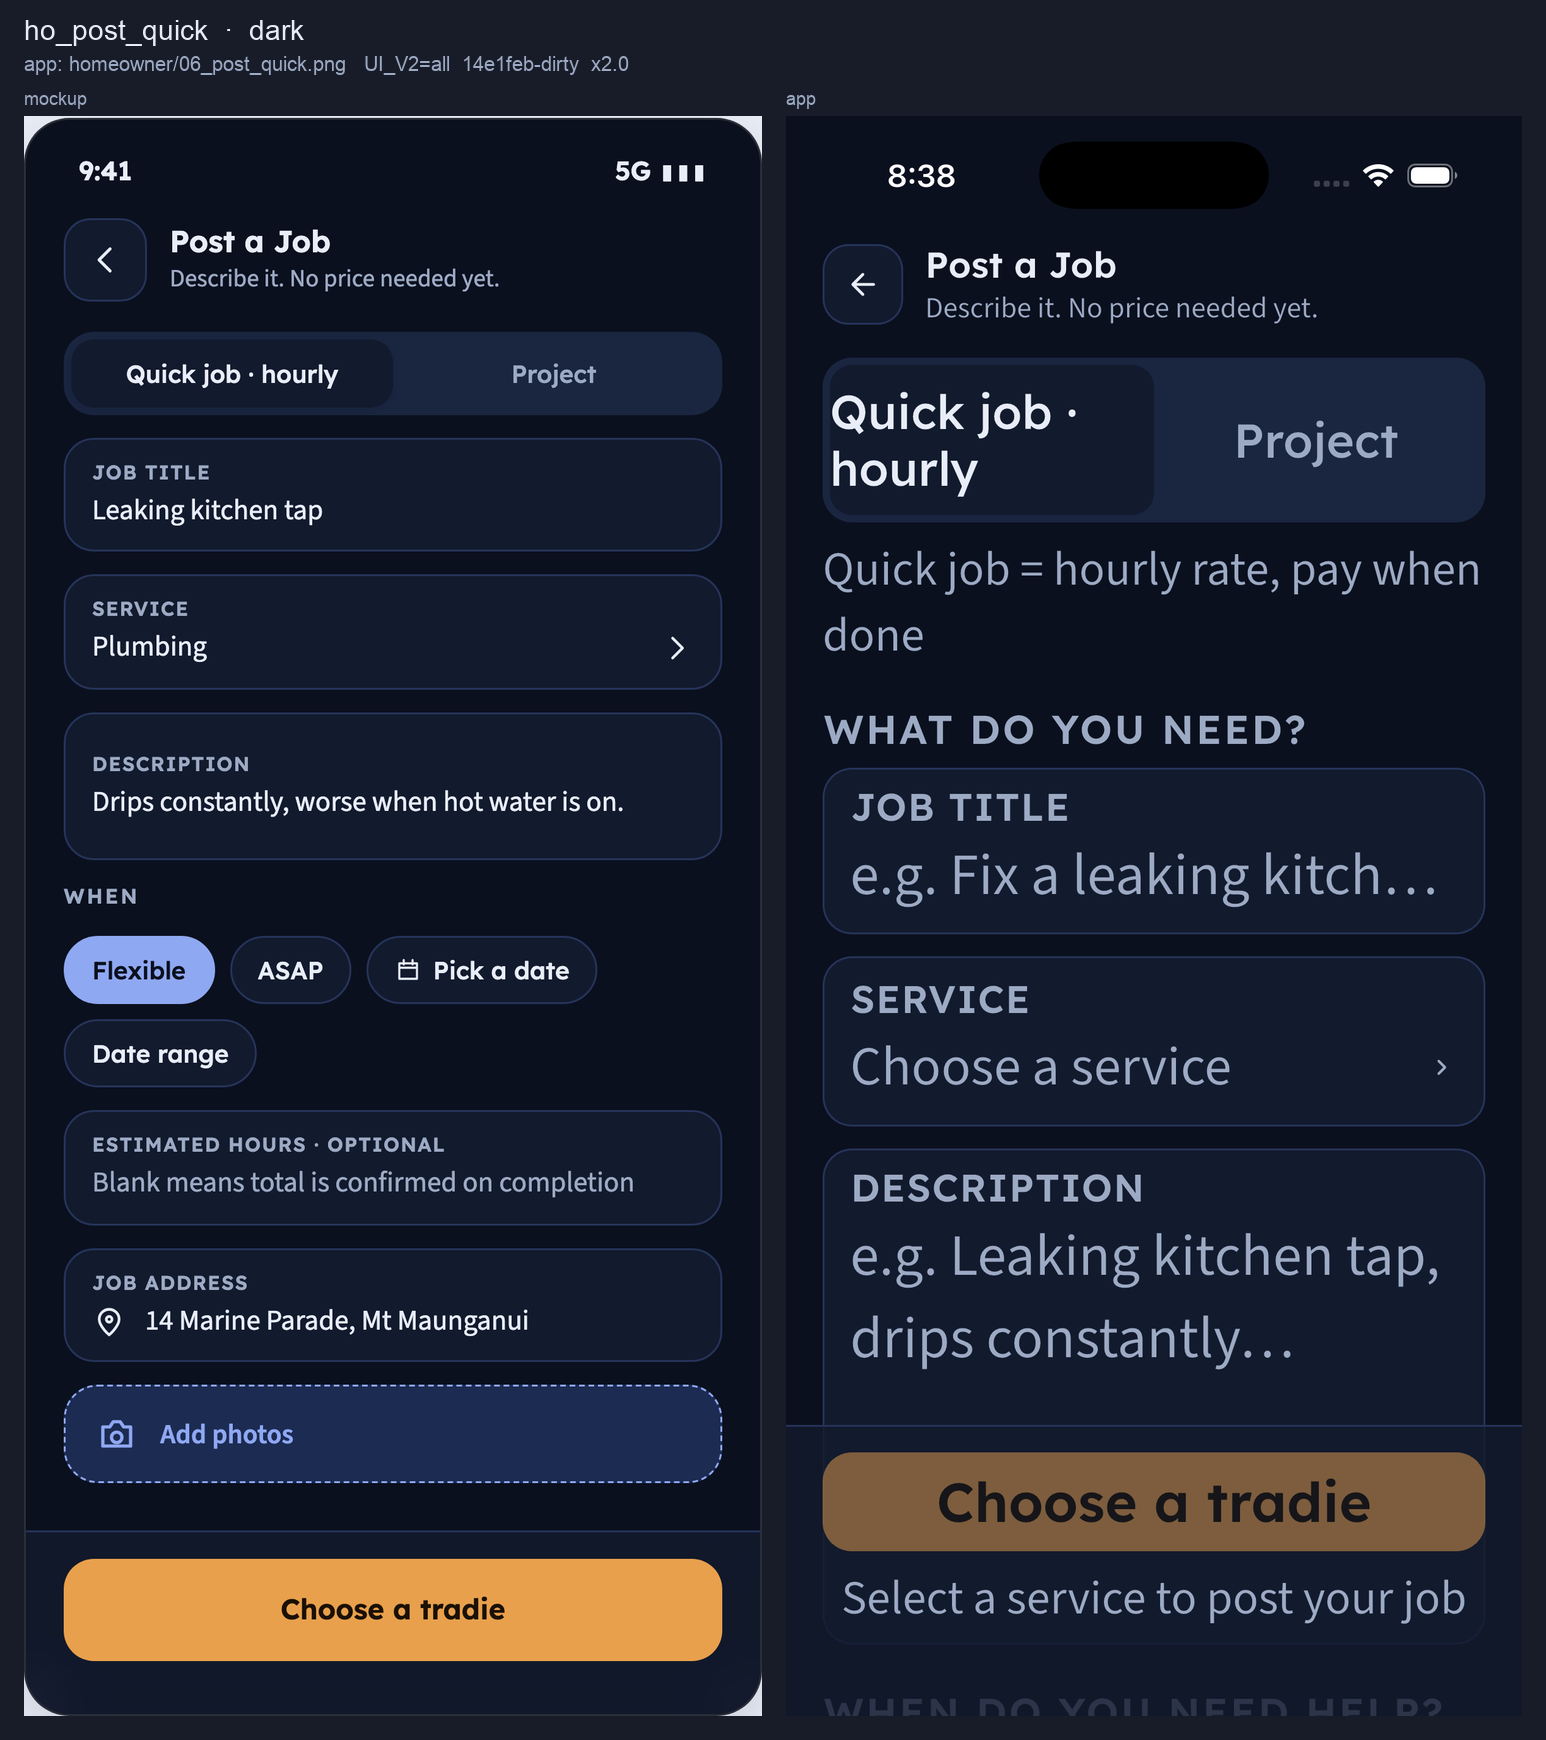 ho_post_quick · dark
app: homeowner/06_post_quick.png UI_V2=all 14e1feb-dirty x2.0
mockup
9:41
5G
Post a Job
Describe it. No price needed yet.
Quick job · hourly
Project
JOB TITLE
Leaking kitchen tap
SERVICE
Plumbing
DESCRIPTION
Drips constantly, worse when hot water is on.
WHEN
Flexible
ASAP
Pick a date
Date range
ESTIMATED HOURS · OPTIONAL
Blank means total is confirmed on completion
JOB ADDRESS
14 Marine Parade, Mt Maunganui
Add photos
Choose a tradie
app
8:38
Post a Job
Describe it. No price needed yet.
Quick job ·
hourly
Project
Quick job = hourly rate, pay when
done
WHAT DO YOU NEED?
JOB TITLE
e.g. Fix a leaking kitch...
SERVICE
Choose a service
DESCRIPTION
e.g. Leaking kitchen tap,
drips constantly...
Choose a tradie
Select a service to post your job
WHEN DO YOU NEED HELP?